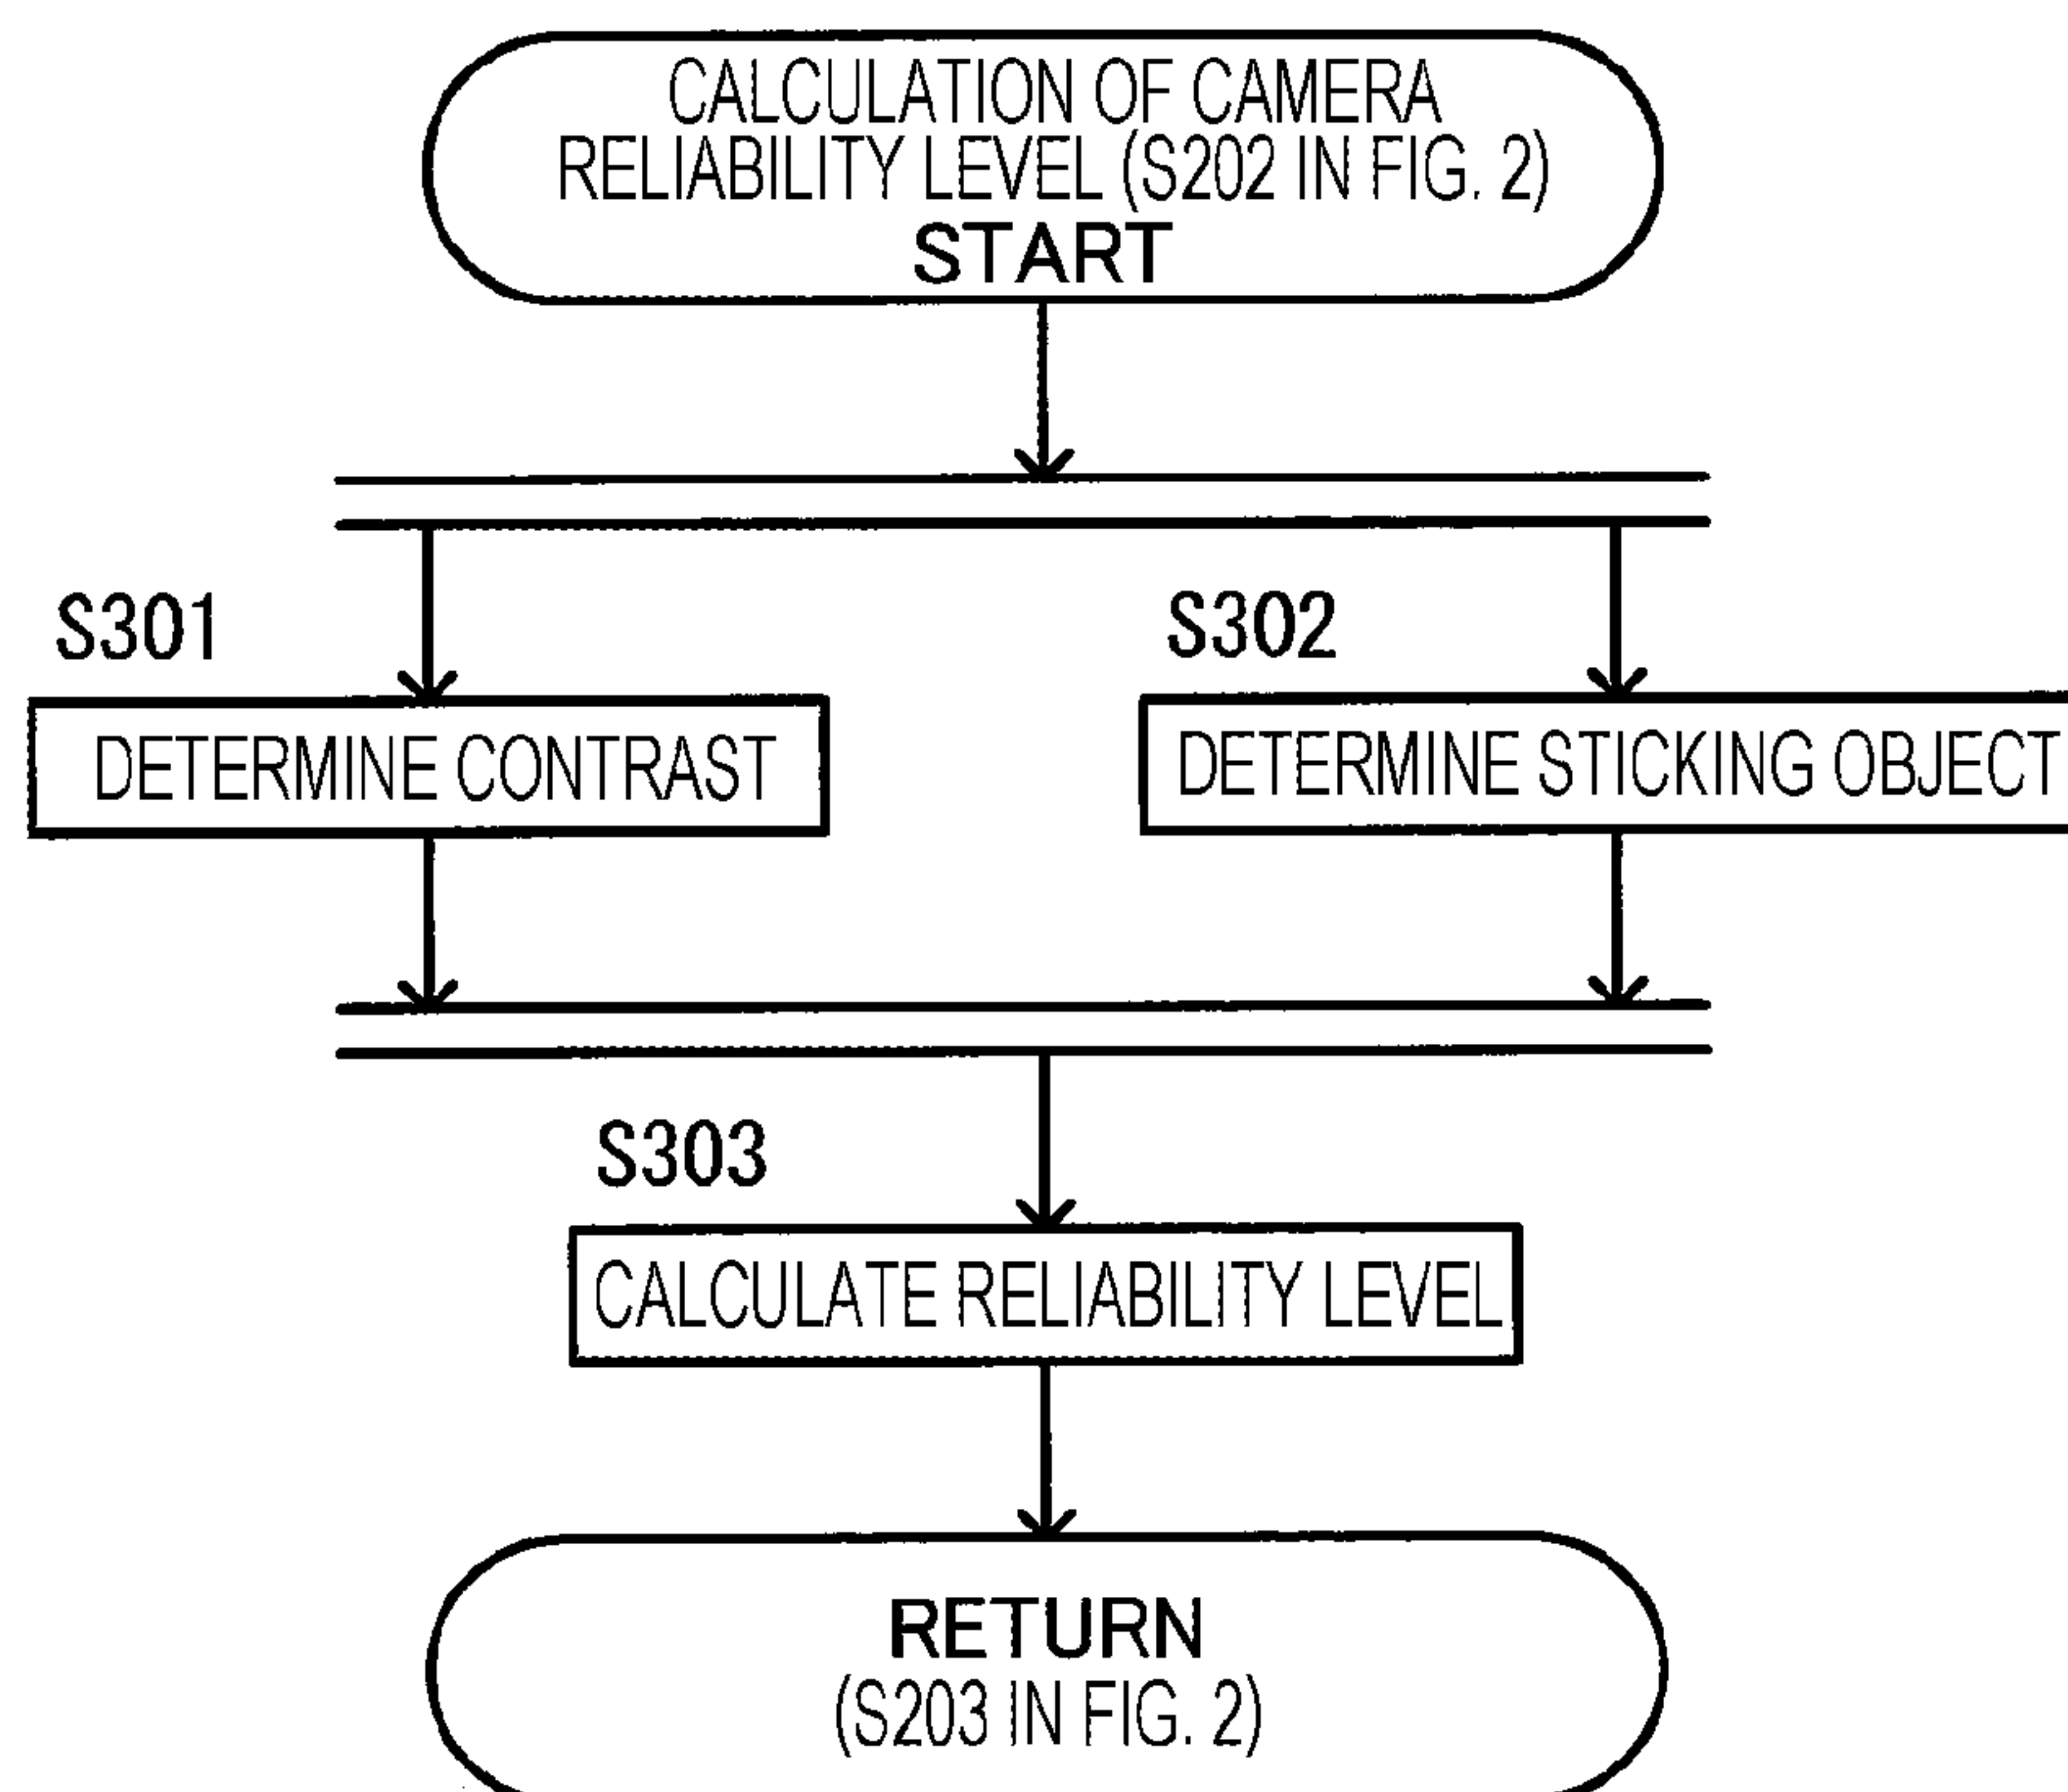 CALCULATION OF CAMERA
RELIABILITY LEVEL (S202 IN FIG. 2)
START
S301
S302
DETERMINE CONTRAST
DETERMINE STICKING OBJECT
S303
CALCULATE RELIABILITY LEVEL
RETURN
(S203 IN FIG. 2)